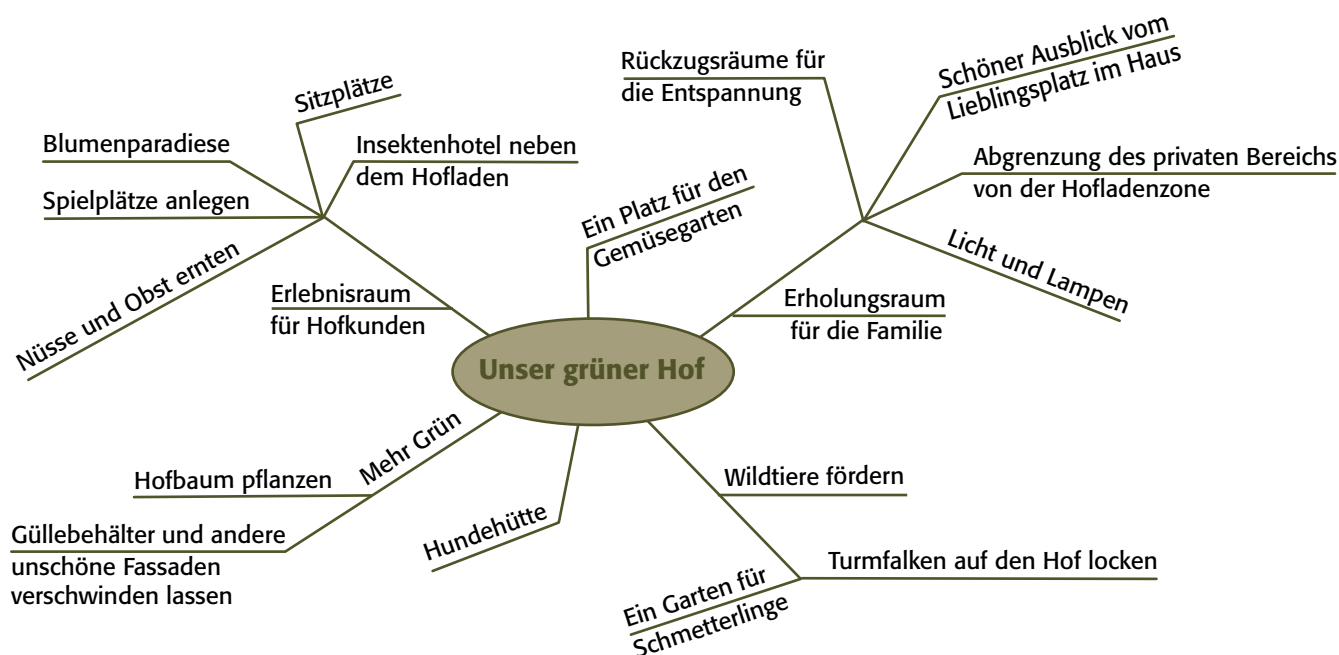 Sitzplätze
Blumenparadiese
Insektenhotel neben
dem Hofladen
Spielplätze anlegen
Nüsse und Obst ernten
Erlebnisraum
für Hofkunden
Ein Platz für den
Gemüsegarten
Rückzugsräume für
die Entspannung
Schöner Ausblick vom
Lieblingsplatz im Haus
Abgrenzung des privaten Bereichs
von der Hofladenzone
Licht und Lampen
Erholungsraum
für die Familie
Unser grüner Hof
Mehr Grün
Hofbaum pflanzen
Güllebehälter und andere
unschöne Fassaden
verschwinden lassen
Hundehütte
Wildtiere fördern
Ein Garten für
Schmetterlinge
Turmfalken auf den Hof locken